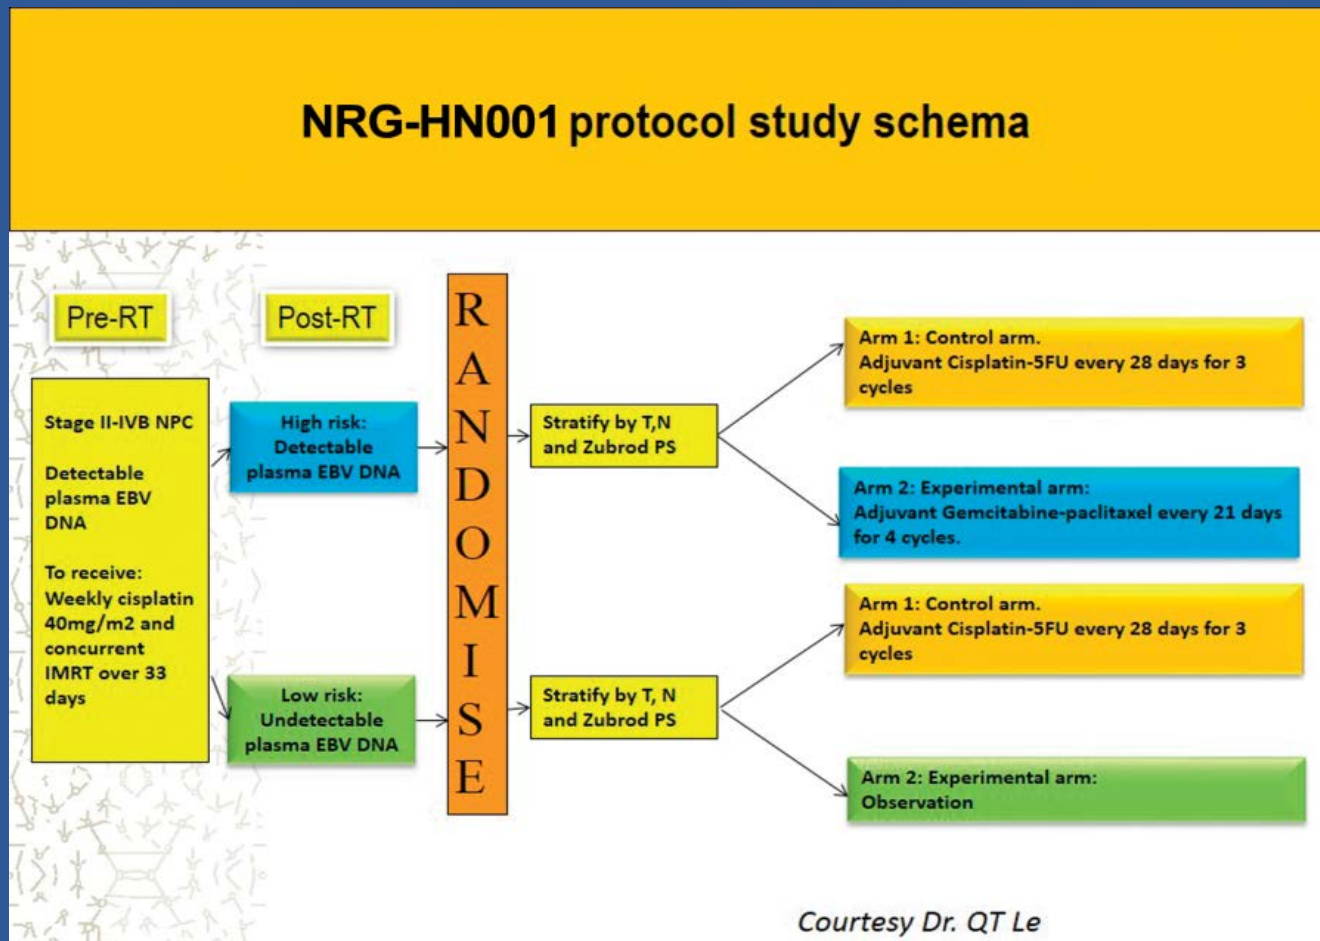 NRG-HN001 protocol study schema
Pre-RT
Post-RT
Stage II-IVB NPC
Detectable
plasma EBV
DNA
To receive:
Weekly cisplatin
40mg/m2 and
concurrent
IMRT over 33
days
High risk:
Detectable
plasma EBV DNA
Low risk:
Undetectable
plasma EBV DNA
R
A
N
D
O
M
I
S
E
Stratify by T,N
and Zubrod PS
Stratify by T, N
and Zubrod PS
Arm 1: Control arm.
Adjuvant Cisplatin-5FU every 28 days for 3
cycles
Arm 2: Experimental arm:
Adjuvant Gemcitabine-paclitaxel every 21 days
for 4 cycles.
Arm 1: Control arm.
Adjuvant Cisplatin-5FU every 28 days for 3
cycles
Arm 2: Experimental arm:
Observation
Courtesy Dr. QT Le